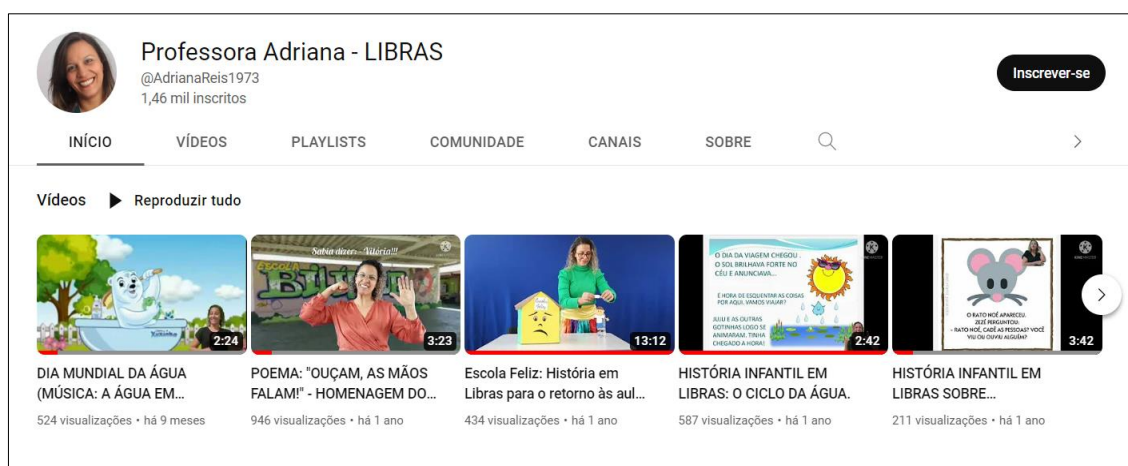 Professora Adriana - LIBRAS
@AdrianaReis1973
1,46 mil inscritos
Inscrever-se
INÍCIO
VÍDEOS
PLAYLISTS
COMUNIDADE
CANAIS
SOBRE
Vídeos
Reproduzir tudo
2:24
Sabia dizer: - Vitória!!!
ESCOLA
3:23
13:12
O DIA DA VIAGEM CHEGOU.
O SOL BRILHAVA FORTE NO
CÉU E ANUNCIAVA...
É HORA DE ESQUENTAR AS COISAS
POR AQUI. VAMOS VIAJAR?
JUJU E AS OUTRAS
GOTINHAS LOGO SE
ANIMARAM. TINHA
CHEGADO A HORA!
2:42
O RATO NOÉ APARECEU.
ZEZÉ PERGUNTOU:
- RATO NOÉ, CADÊ AS PESSOAS? VOCÊ
VIU OU OUVIU ALGUÉM?
3:42
DIA MUNDIAL DA ÁGUA
(MÚSICA: A ÁGUA EM...
524 visualizações • há 9 meses
POEMA: "OUÇAM, AS MÃOS
FALAM!" - HOMENAGEM DO...
946 visualizações • há 1 ano
Escola Feliz: História em
Libras para o retorno às aul...
434 visualizações • há 1 ano
HISTÓRIA INFANTIL EM
LIBRAS: O CICLO DA ÁGUA.
587 visualizações • há 1 ano
HISTÓRIA INFANTIL EM
LIBRAS SOBRE...
211 visualizações • há 1 ano